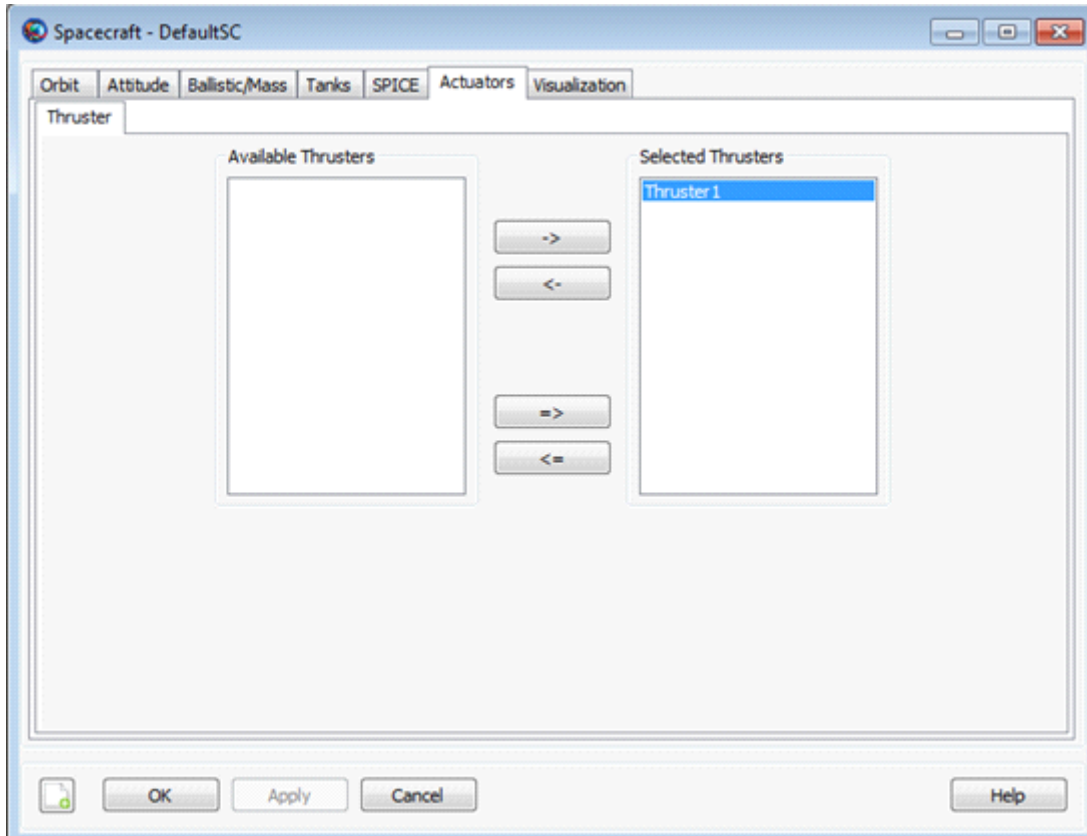 Spacecraft - DefaultSC
Orbit Attitude Ballistic/Mass Tanks SPICE Actuators Visualization
Thruster
Available Thrusters
Selected Thrusters
Thruster1
->
<-
=>
<=
OK Apply Cancel Help